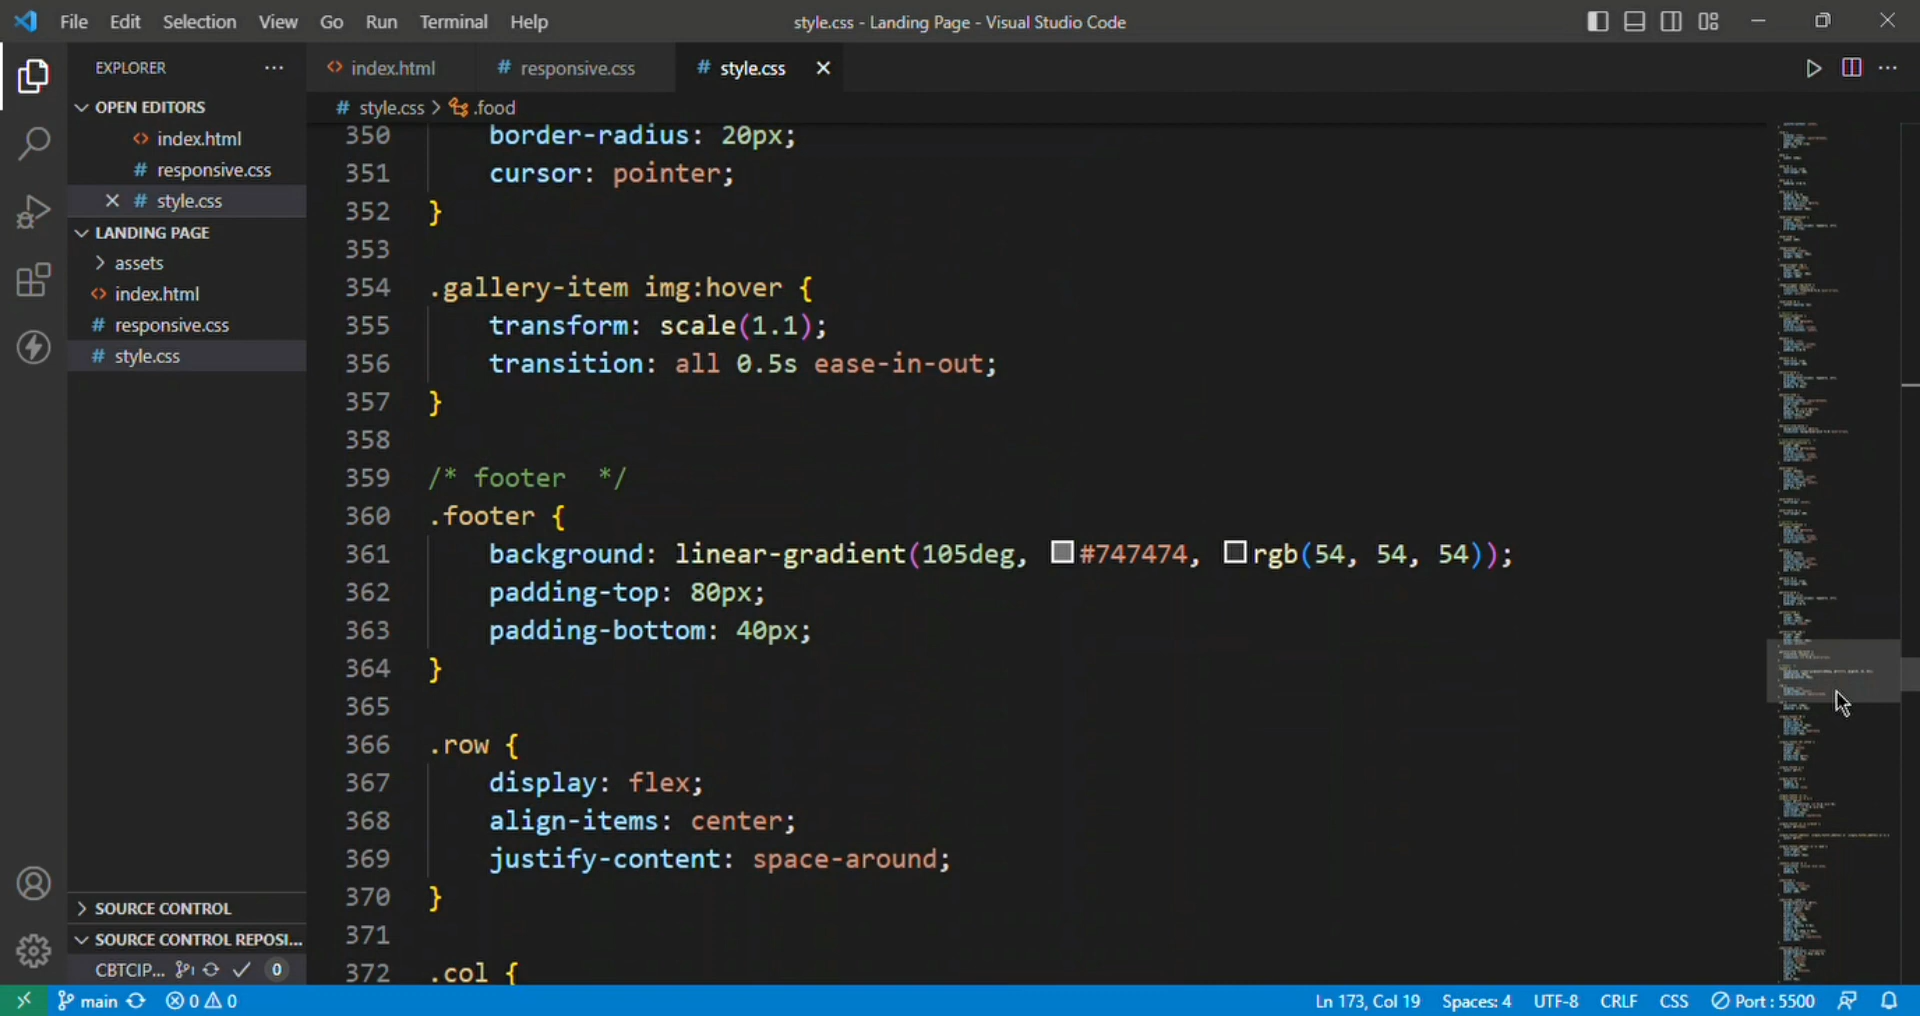 File Edit Selection View Go Run Terminal Help
style.css - Landing Page - Visual Studio Code
EXPLORER
OPEN EDITORS
index.html
# responsive.css
# style.css
LANDING PAGE
assets
index.html
# responsive.css
# style.css
SOURCE CONTROL
SOURCE CONTROL REPOSI...
CBTCIP... 0
index.html # responsive.css # style.css
# style.css > .food
350 border-radius: 20px;
351 cursor: pointer;
352 }
353
354 .gallery-item img:hover {
355 transform: scale(1.1);
356 transition: all 0.5s ease-in-out;
357 }
358
359 /* footer  */
360 .footer {
361 background: linear-gradient(105deg, #747474, rgb(54, 54, 54));
362 padding-top: 80px;
363 padding-bottom: 40px;
364 }
365
366 .row {
367 display: flex;
368 align-items: center;
369 justify-content: space-around;
370 }
371
372 .col {
main 0 0 Ln 173, Col 19 Spaces: 4 UTF-8 CRLF CSS Port : 5500